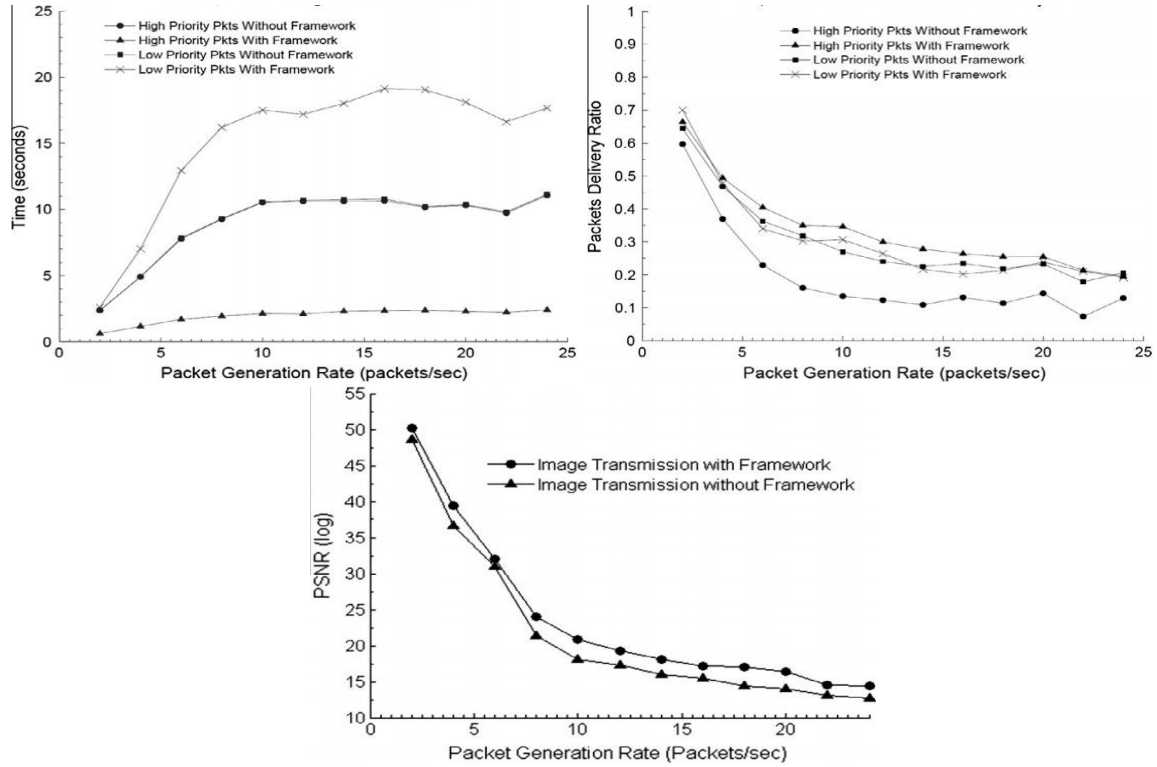 High Priority Pkts Without Framework
High Priority Pkts With Framework
Low Priority Pkts Without Framework
Low Priority Pkts With Framework
20
15
10
5
0
Time (seconds)
0 5 10 15 20 25
Packet Generation Rate (packets/sec)
1
0.9
0.8
0.7
0.6
0.5
0.4
0.3
0.2
0.1
0
Packets Delivery Ratio
High Priority Pkts Without Framework
High Priority Pkts With Framework
Low Priority Pkts Without Framework
Low Priority Pkts With Framework
0 5 10 15 20 25
Packet Generation Rate (packets/sec)
55
50
45
40
35
30
25
20
15
10
PSNR (log)
Image Transmission with Framework
Image Transmission without Framework
0 5 10 15 20
Packet Generation Rate (Packets/sec)